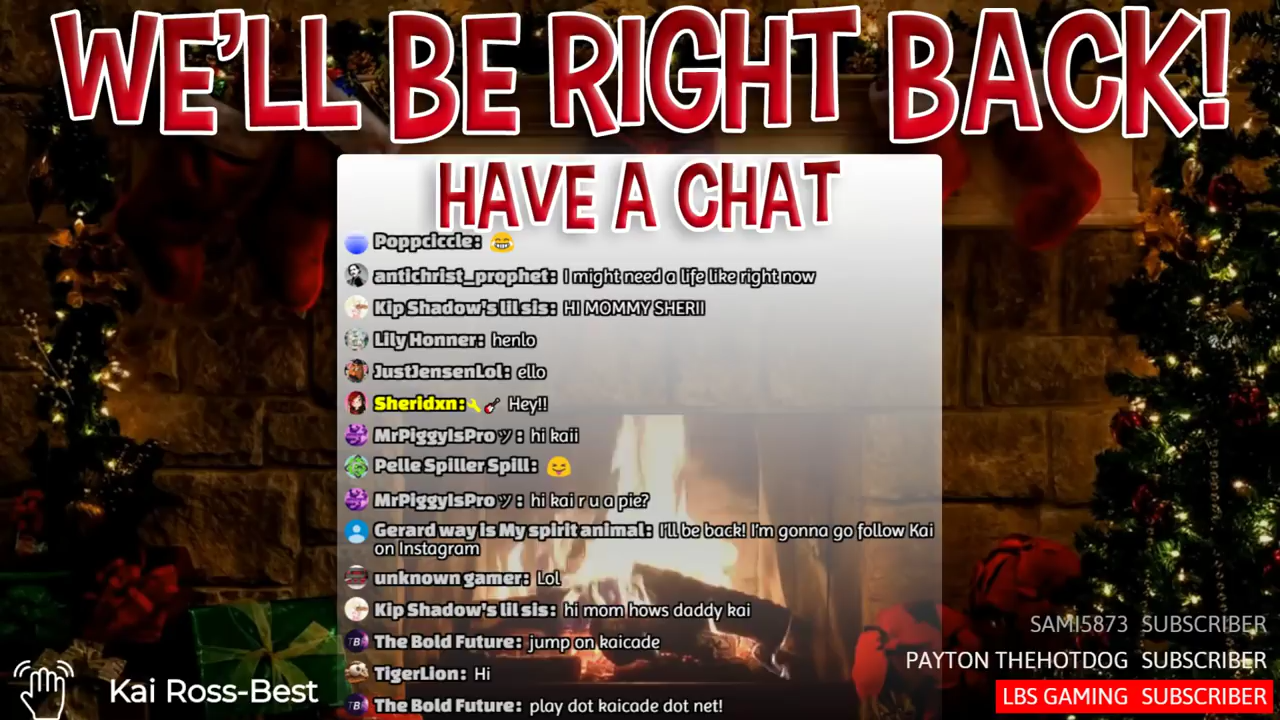 WE'LL BE RIGHT BACK!
HAVE A CHAT
Poppciccle: 😂
antichrist_prophet: I might need a life like right now
Kip Shadow's lil sis: HI MOMMY SHERII
Lily Honner: henlo
JustJensenLol: ello
Sheridxn: Hey!!
MrPiggyIsProツ: hi kaii
Pelle Spiller Spill: 😝
MrPiggyIsProツ: hi kai r u a pie?
Gerard way is My spirit animal: I'll be back! I'm gonna go follow Kai
on Instagram
unknown gamer: Lol
Kip Shadow's lil sis: hi mom hows daddy kai
The Bold Future: jump on kaicade
TigerLion: Hi
The Bold Future: play dot kaicade dot net!
Kai Ross-Best
SAMI5873 SUBSCRIBER
PAYTON THEHOTDOG SUBSCRIBER
LBS GAMING SUBSCRIBER